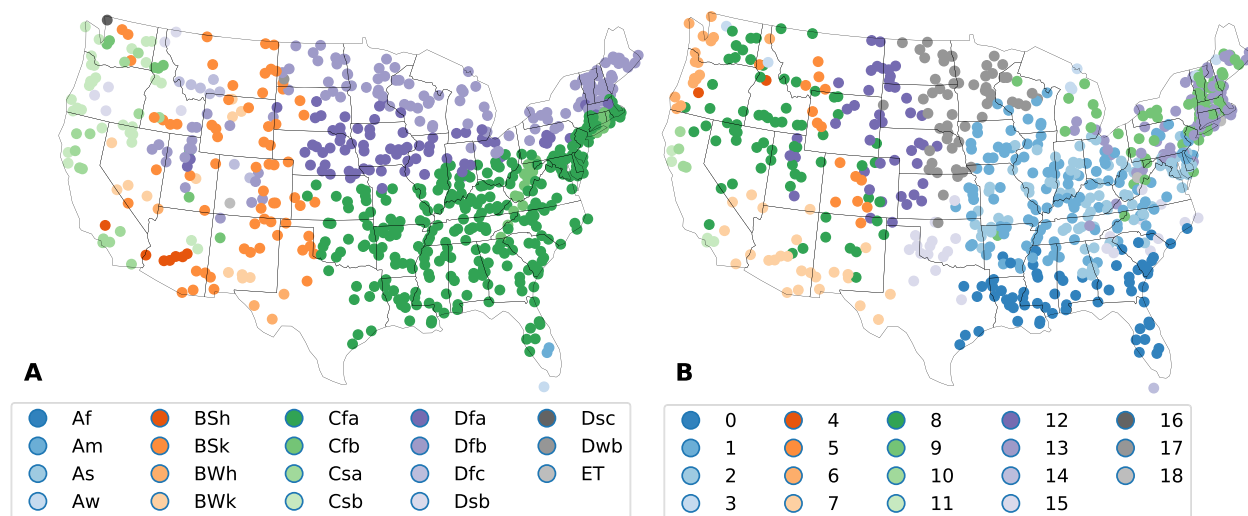 A
B
Af BSh Cfa Dfa Dsc
Am BSk Cfb Dfb Dwb
As BWh Csa Dfc ET
Aw BWk Csb Dsb
0 4 8 12 16
1 5 9 13 17
2 6 10 14 18
3 7 11 15